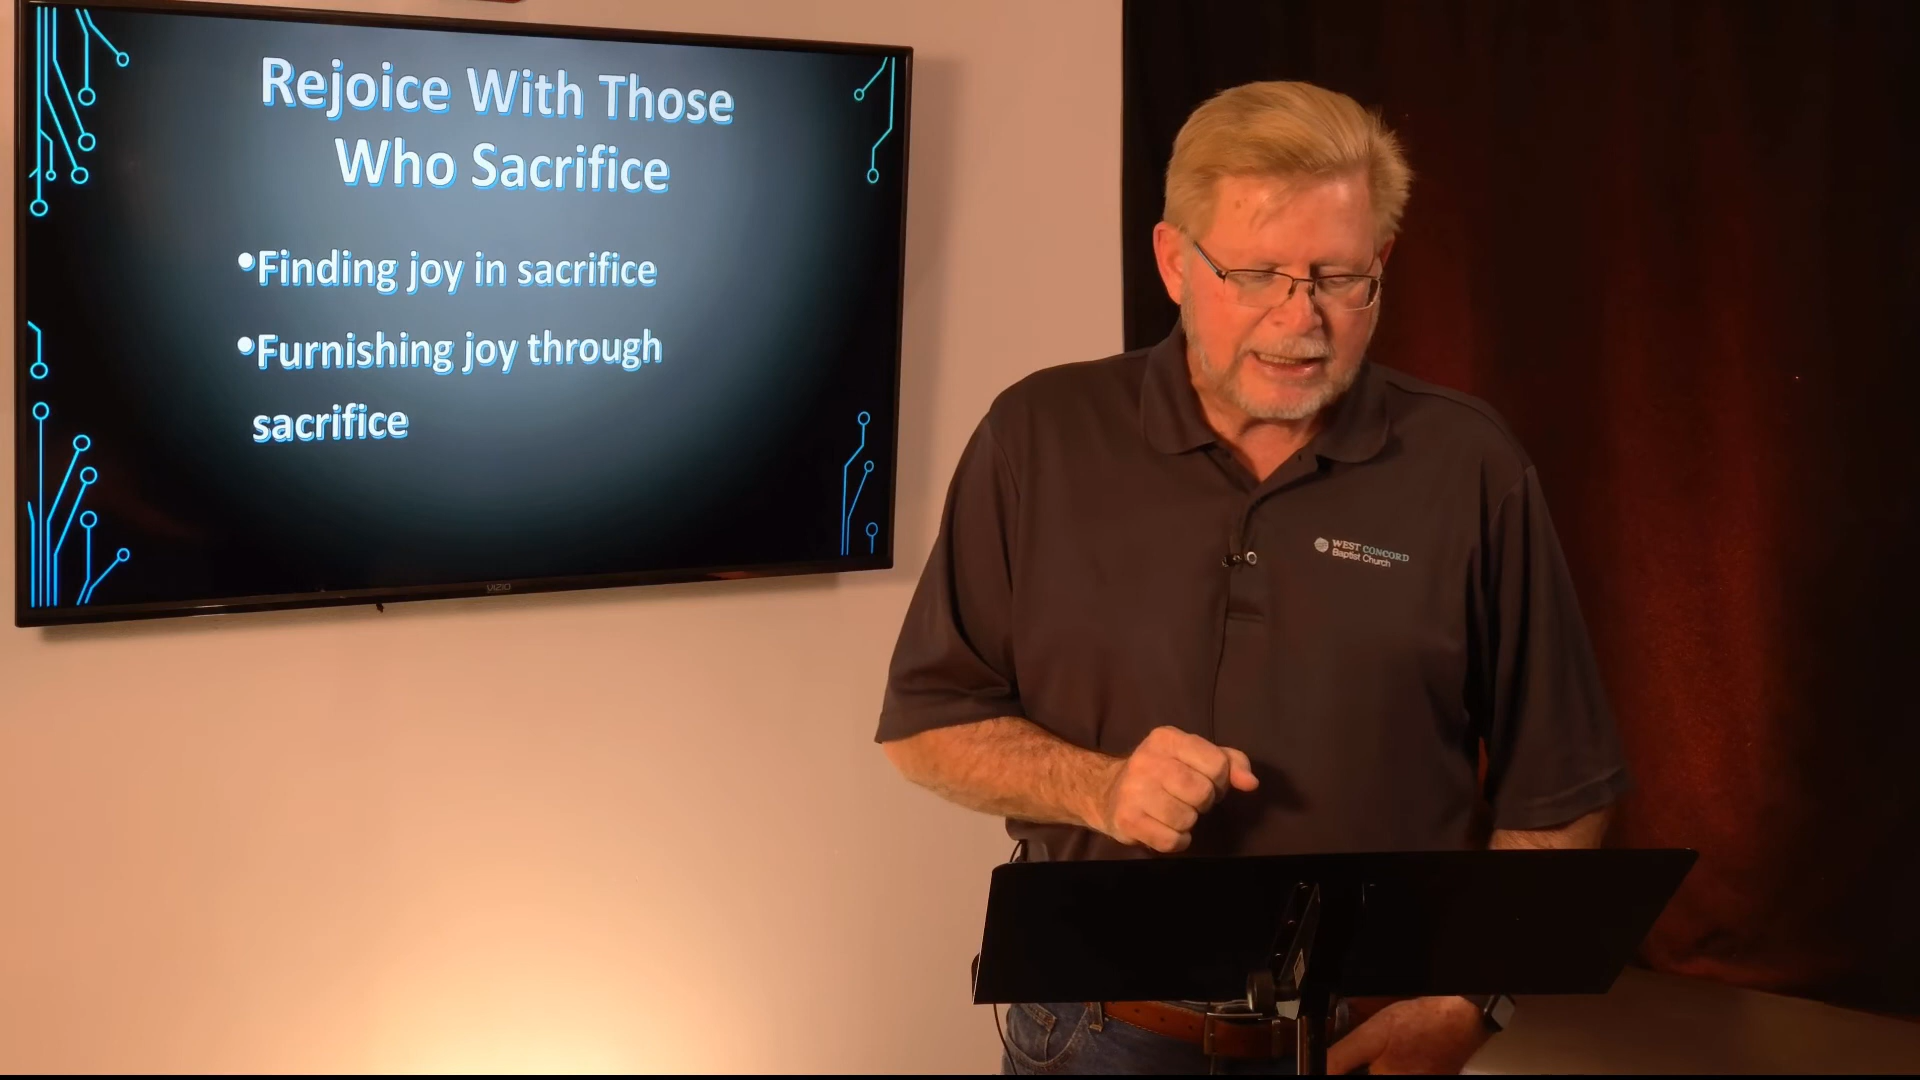 Rejoice With Those
Who Sacrifice
•Finding joy in sacrifice
•Furnishing joy through
sacrifice
VIZIO
WEST CONCORD
Baptist Church